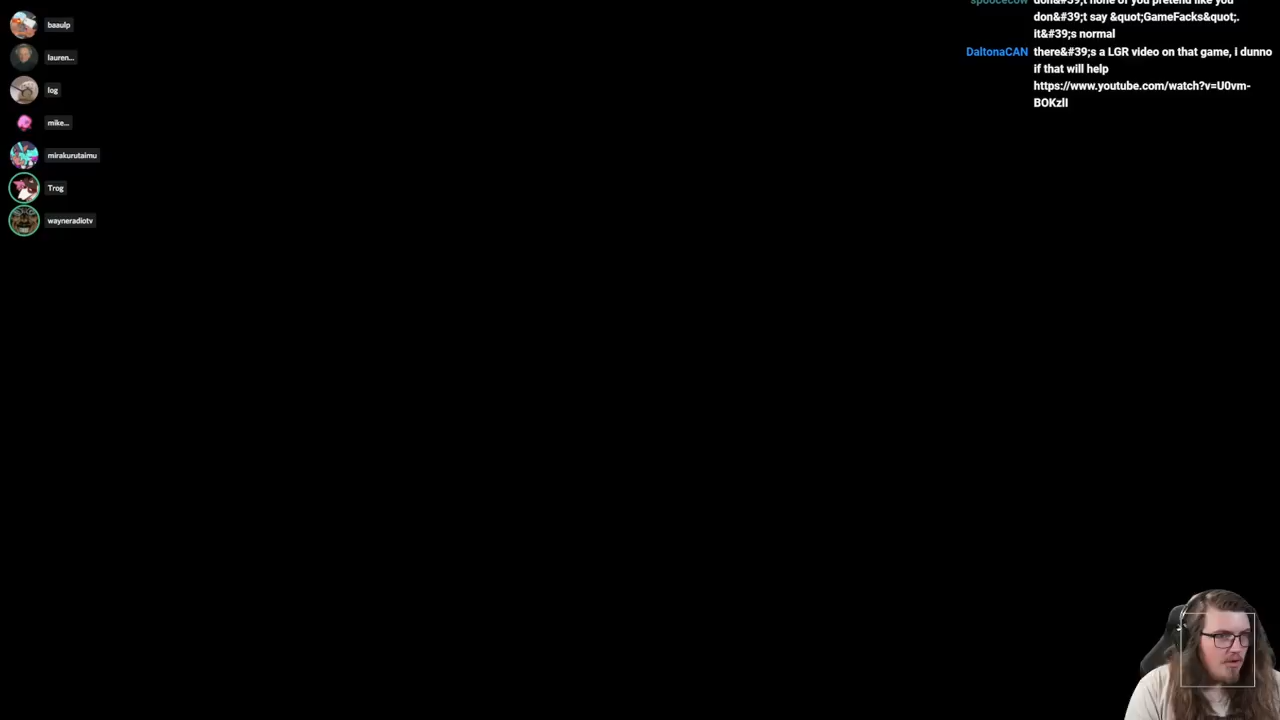 baaulp
lauren...
log
mike...
mirakurutaimu
Trog
wayneradiotv
spoocecow don&#39;t none of you pretend like you
don&#39;t say &quot;GameFacks&quot;.
it&#39;s normal
DaltonaCAN there&#39;s a LGR video on that game, i dunno
if that will help
https://www.youtube.com/watch?v=U0vm-
BOKzlI